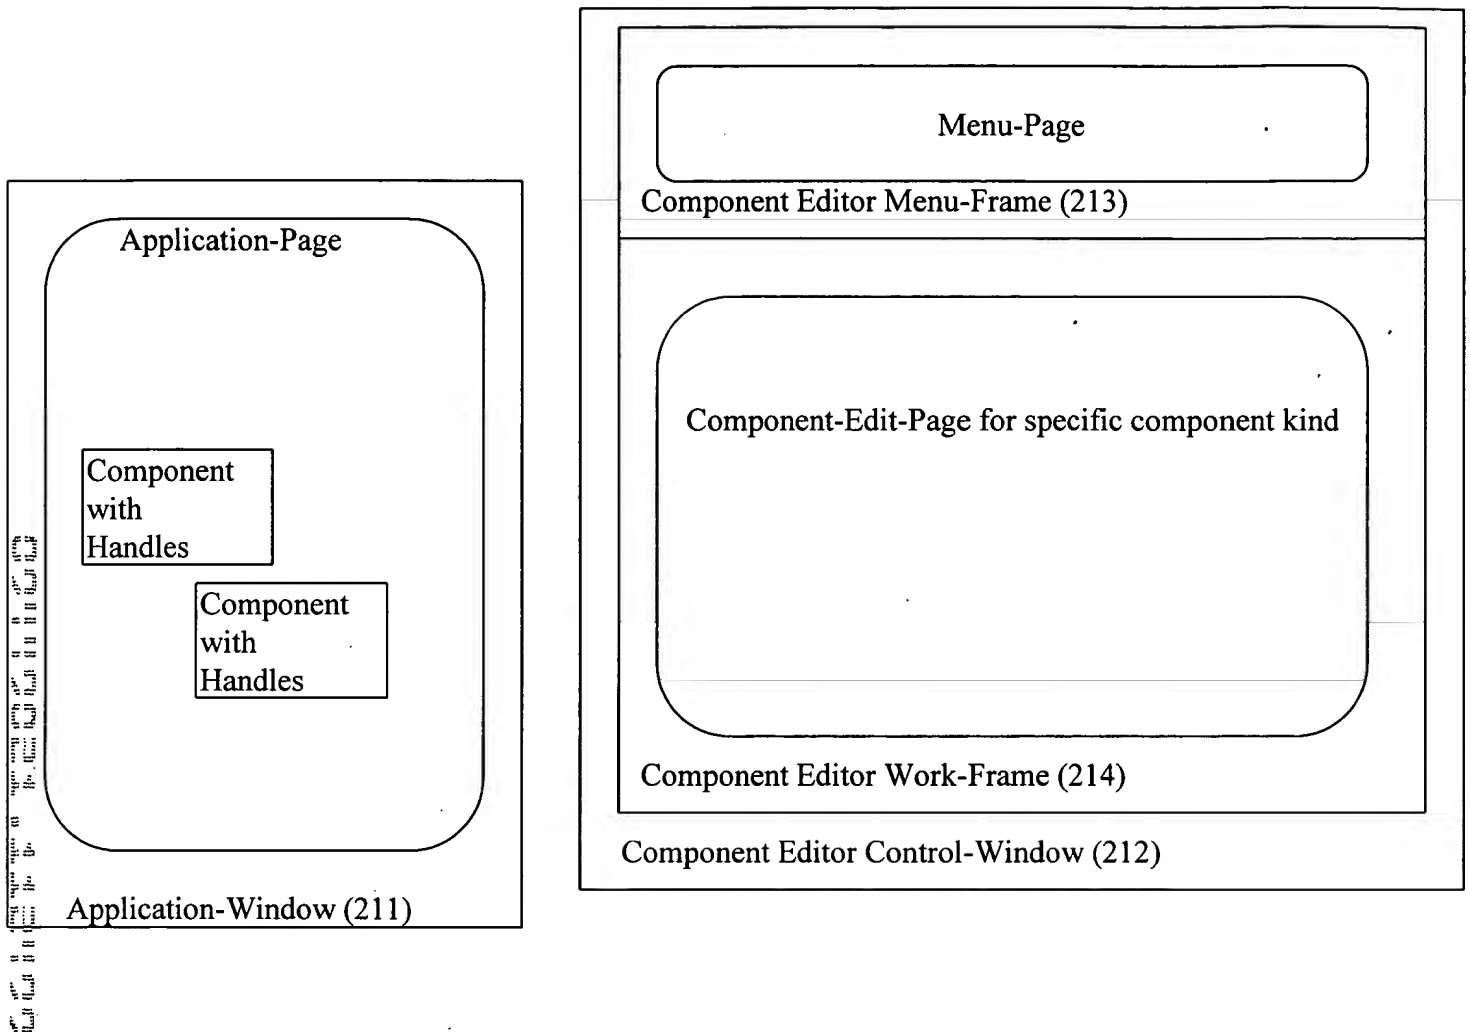 Application-Page
Component
with
Handles
Component
with
Handles
Application-Window (211)
Menu-Page
Component Editor Menu-Frame (213)
Component-Edit-Page for specific component kind
Component Editor Work-Frame (214)
Component Editor Control-Window (212)